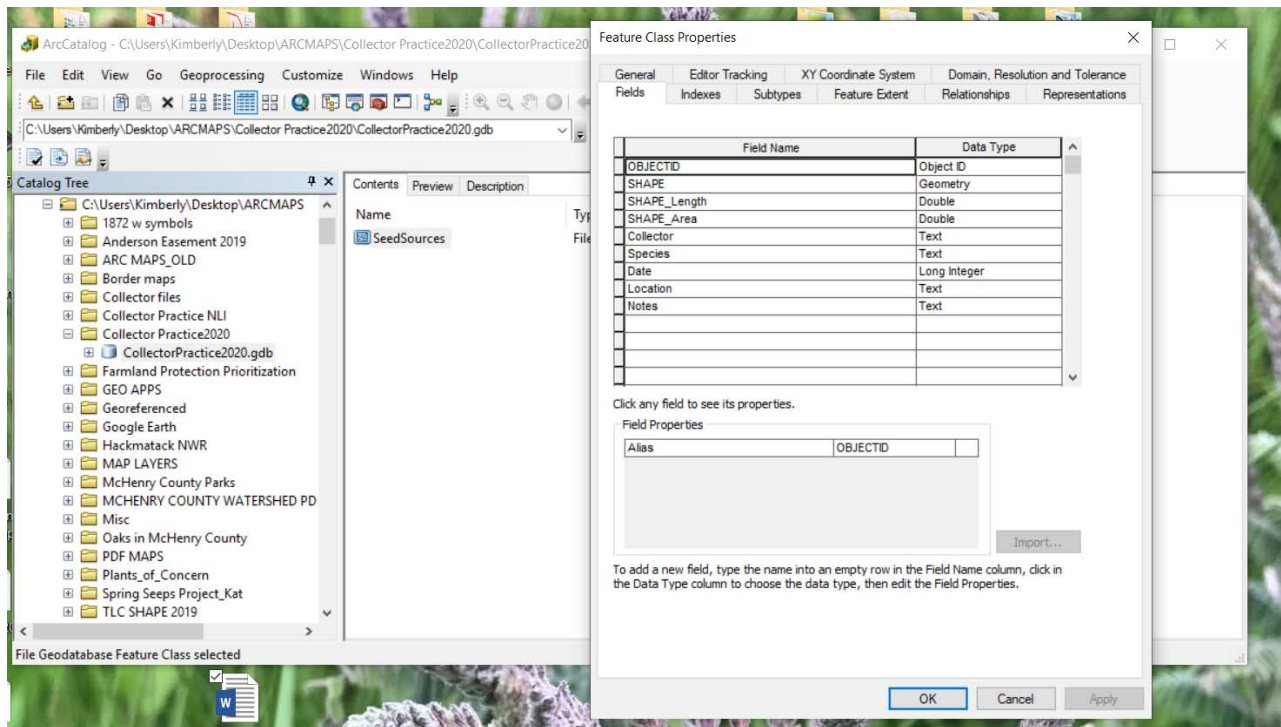 ArcCatalog - C:\Users\Kimberly\Desktop\ARCMAPS\Collector Practice2020\CollectorPractice20
File Edit View Go Geoprocessing Customize Windows Help
C:\Users\Kimberly\Desktop\ARCMAPS\Collector Practice2020\CollectorPractice2020.gdb
Catalog Tree
C:\Users\Kimberly\Desktop\ARCMAPS
1872 w symbols
Anderson Easement 2019
ARC MAPS_OLD
Border maps
Collector files
Collector Practice NLI
Collector Practice2020
CollectorPractice2020.gdb
Farmland Protection Prioritization
GEO APPS
Georeferenced
Google Earth
Hackmatack NWR
MAP LAYERS
McHenry County Parks
MCHENRY COUNTY WATERSHED PD
Misc
Oaks in McHenry County
PDF MAPS
Plants_of_Concern
Spring Seeps Project_Kat
TLC SHAPE 2019
File Geodatabase Feature Class selected
Contents Preview Description
Name Typ
SeedSources File
Feature Class Properties
General Editor Tracking XY Coordinate System Domain, Resolution and Tolerance
Fields Indexes Subtypes Feature Extent Relationships Representations
Field Name Data Type
OBJECTID Object ID
SHAPE Geometry
SHAPE_Length Double
SHAPE_Area Double
Collector Text
Species Text
Date Long Integer
Location Text
Notes Text
Click any field to see its properties.
Field Properties
Alias OBJECTID
Import...
To add a new field, type the name into an empty row in the Field Name column, click in
the Data Type column to choose the data type, then edit the Field Properties.
OK Cancel Apply
W